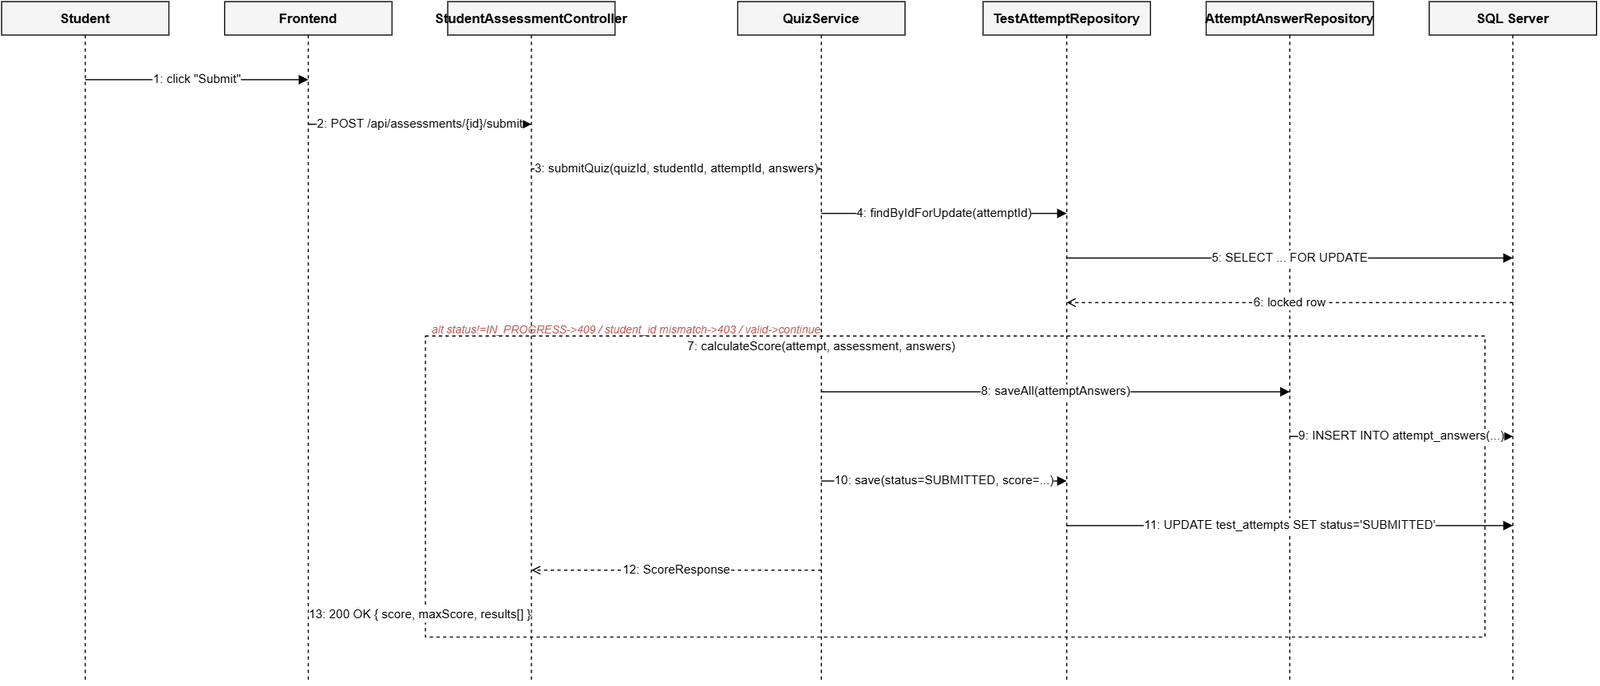 Student
Frontend
StudentAssessmentController
QuizService
TestAttemptRepository
AttemptAnswerRepository
SQL Server
1: click "Submit"
2: POST /api/assessments/{id}/submit
3: submitQuiz(quizId, studentId, attemptId, answers)
4: findByIdForUpdate(attemptId)
5: SELECT ... FOR UPDATE
6: locked row
alt status!=IN_PROGRESS->409 / student_id mismatch->403 / valid->continue
7: calculateScore(attempt, assessment, answers)
8: saveAll(attemptAnswers)
9: INSERT INTO attempt_answers(...)
10: save(status=SUBMITTED, score=...)
11: UPDATE test_attempts SET status='SUBMITTED'
12: ScoreResponse
13: 200 OK { score, maxScore, results[] }